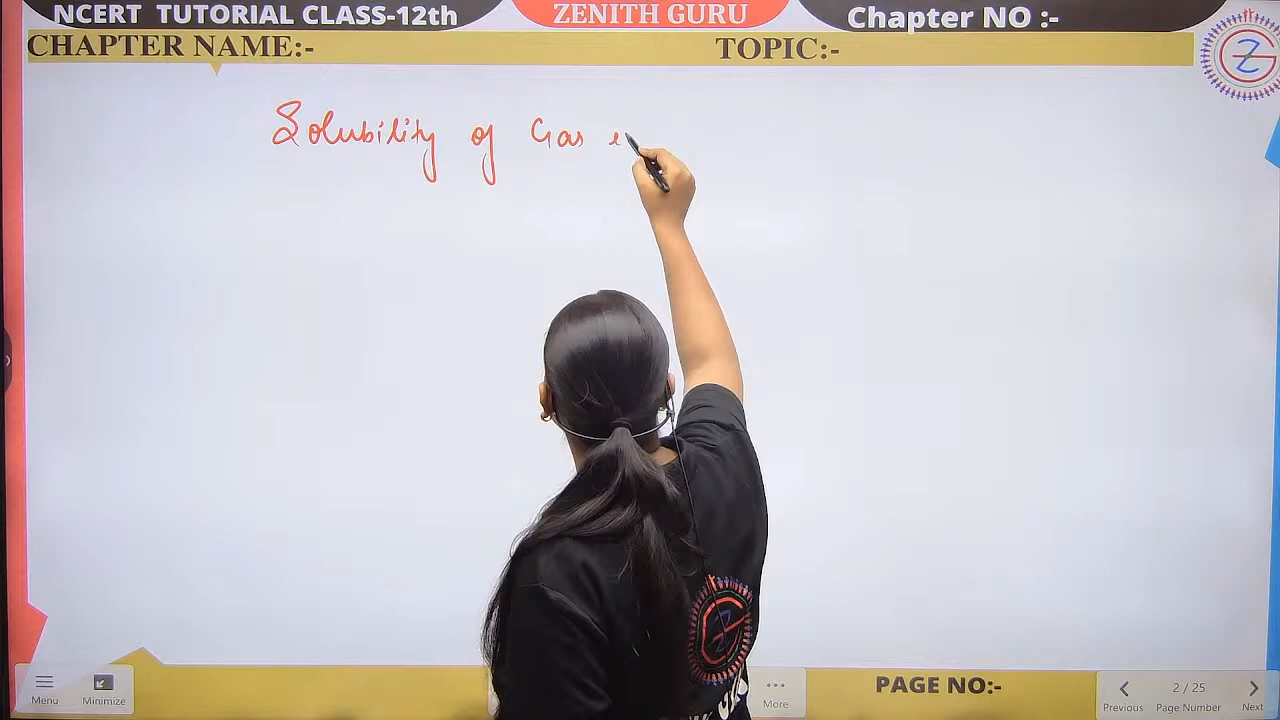 NCERT TUTORIAL CLASS-12th
ZENITH GURU
Chapter NO :-
CHAPTER NAME:-
TOPIC:-
Solubility of Gas
Menu
Minimize
More
PAGE NO:-
Previous
2 / 25
Page Number
Next